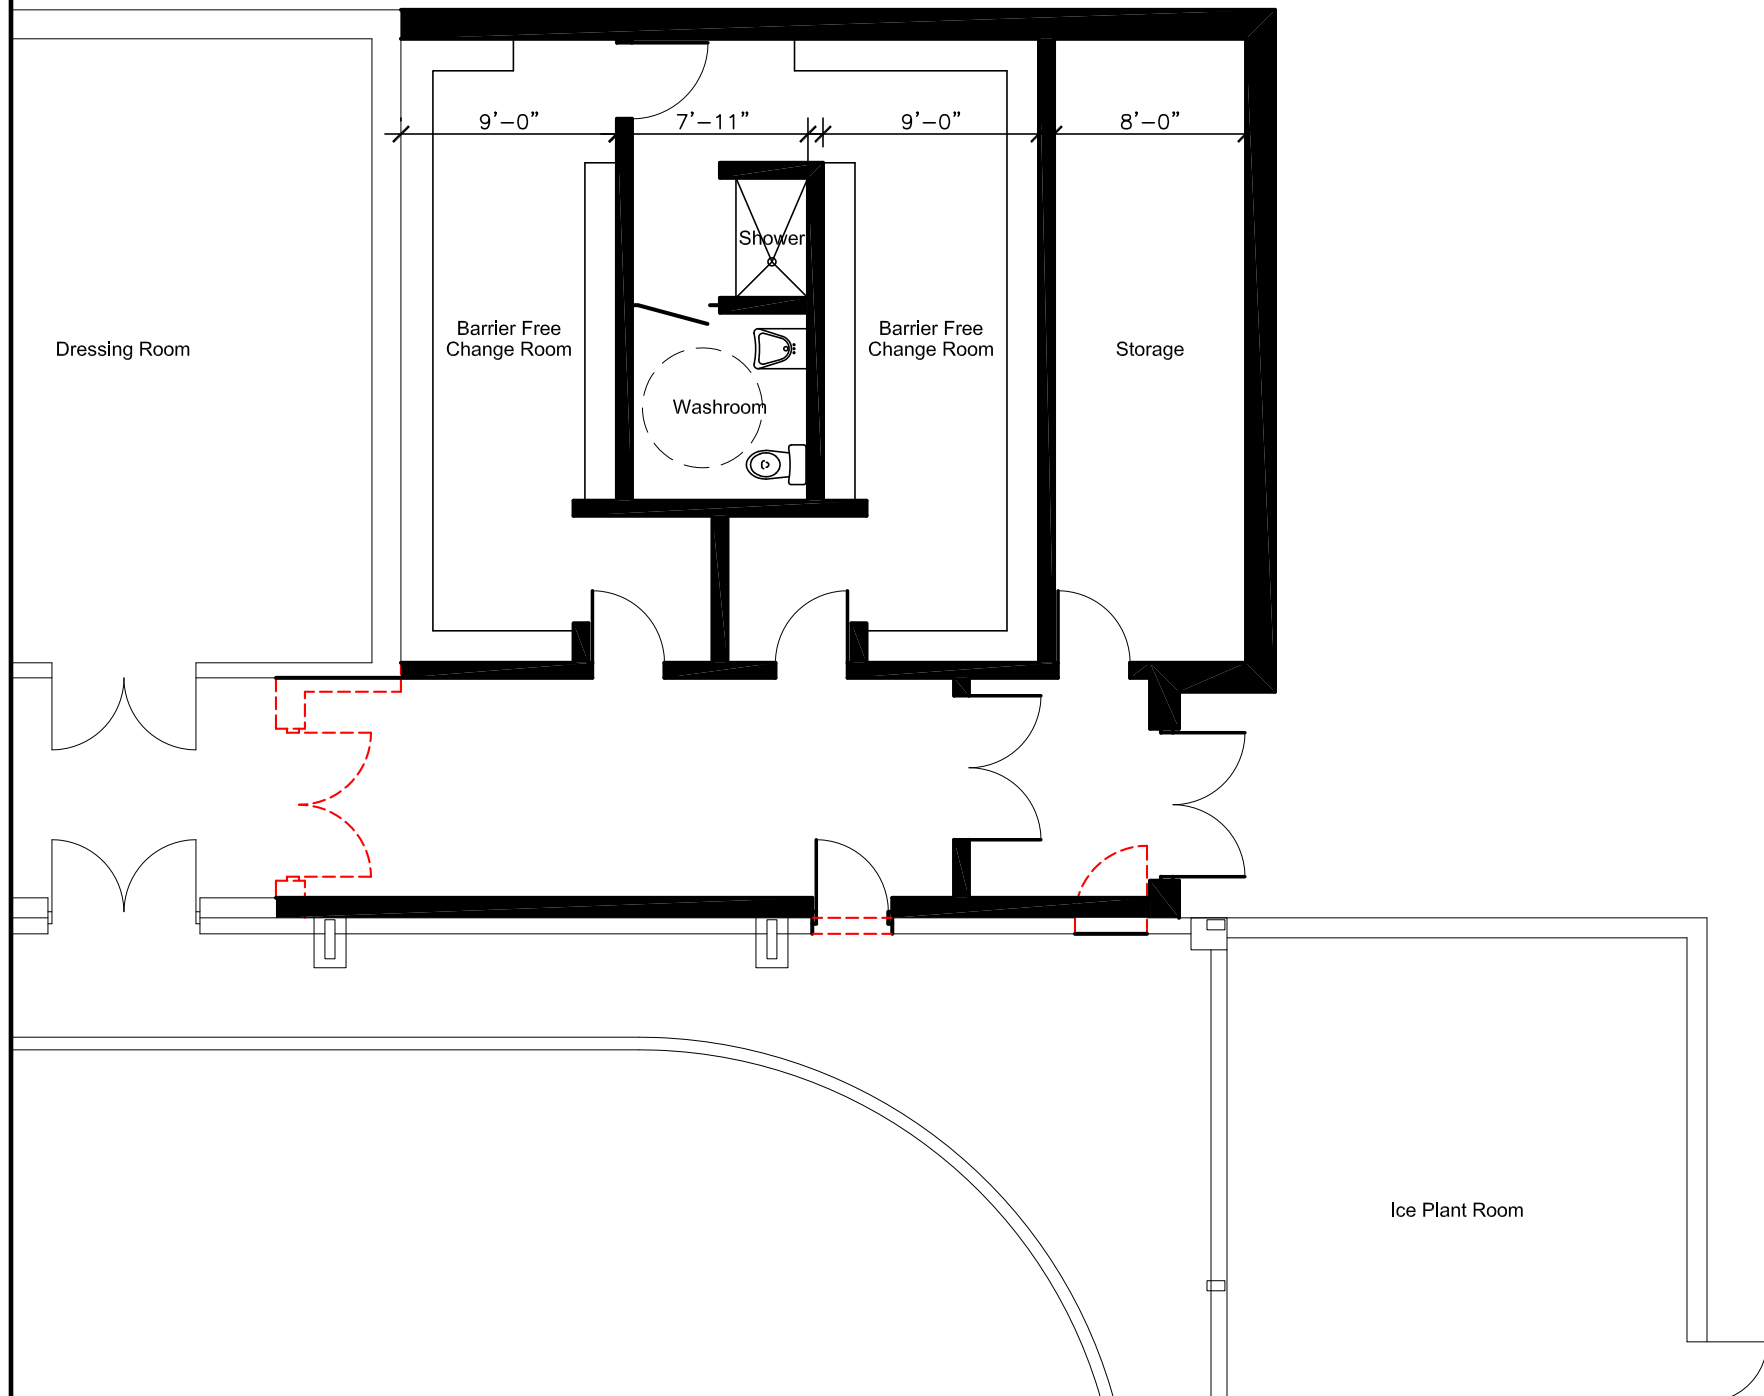 9'-0"
7'-11"
9'-0"
8'-0"
Shower
Dressing Room
Barrier Free
Change Room
Barrier Free
Change Room
Storage
Washroom
Ice Plant Room